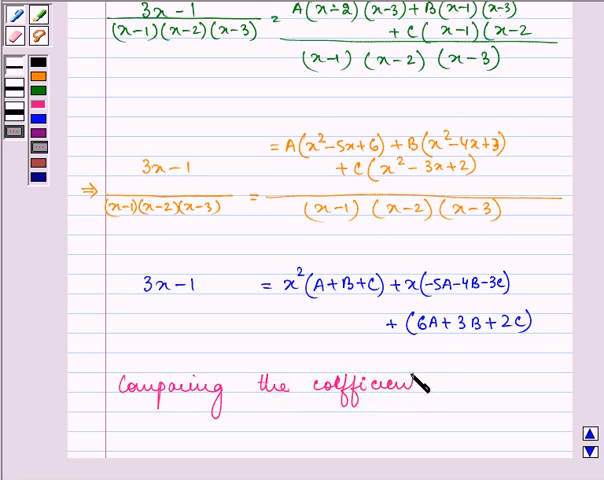 3x-1 / (x-1)(x-2)(x-3) = A(x-2)(x-3) + B(x-1)(x-3)
+ C(x-1)(x-2
(x-1) (x-2) (x-3)
= A(x²-5x+6) + B(x²-4x+3)
+ C(x²-3x+2)
⇒ 3x-1 / (x-1)(x-2)(x-3) = / (x-1) (x-2) (x-3)
3x-1 = x²(A+B+C) + x(-5A-4B-3C)
+ (6A+3B+2C)
Comparing the coefficien